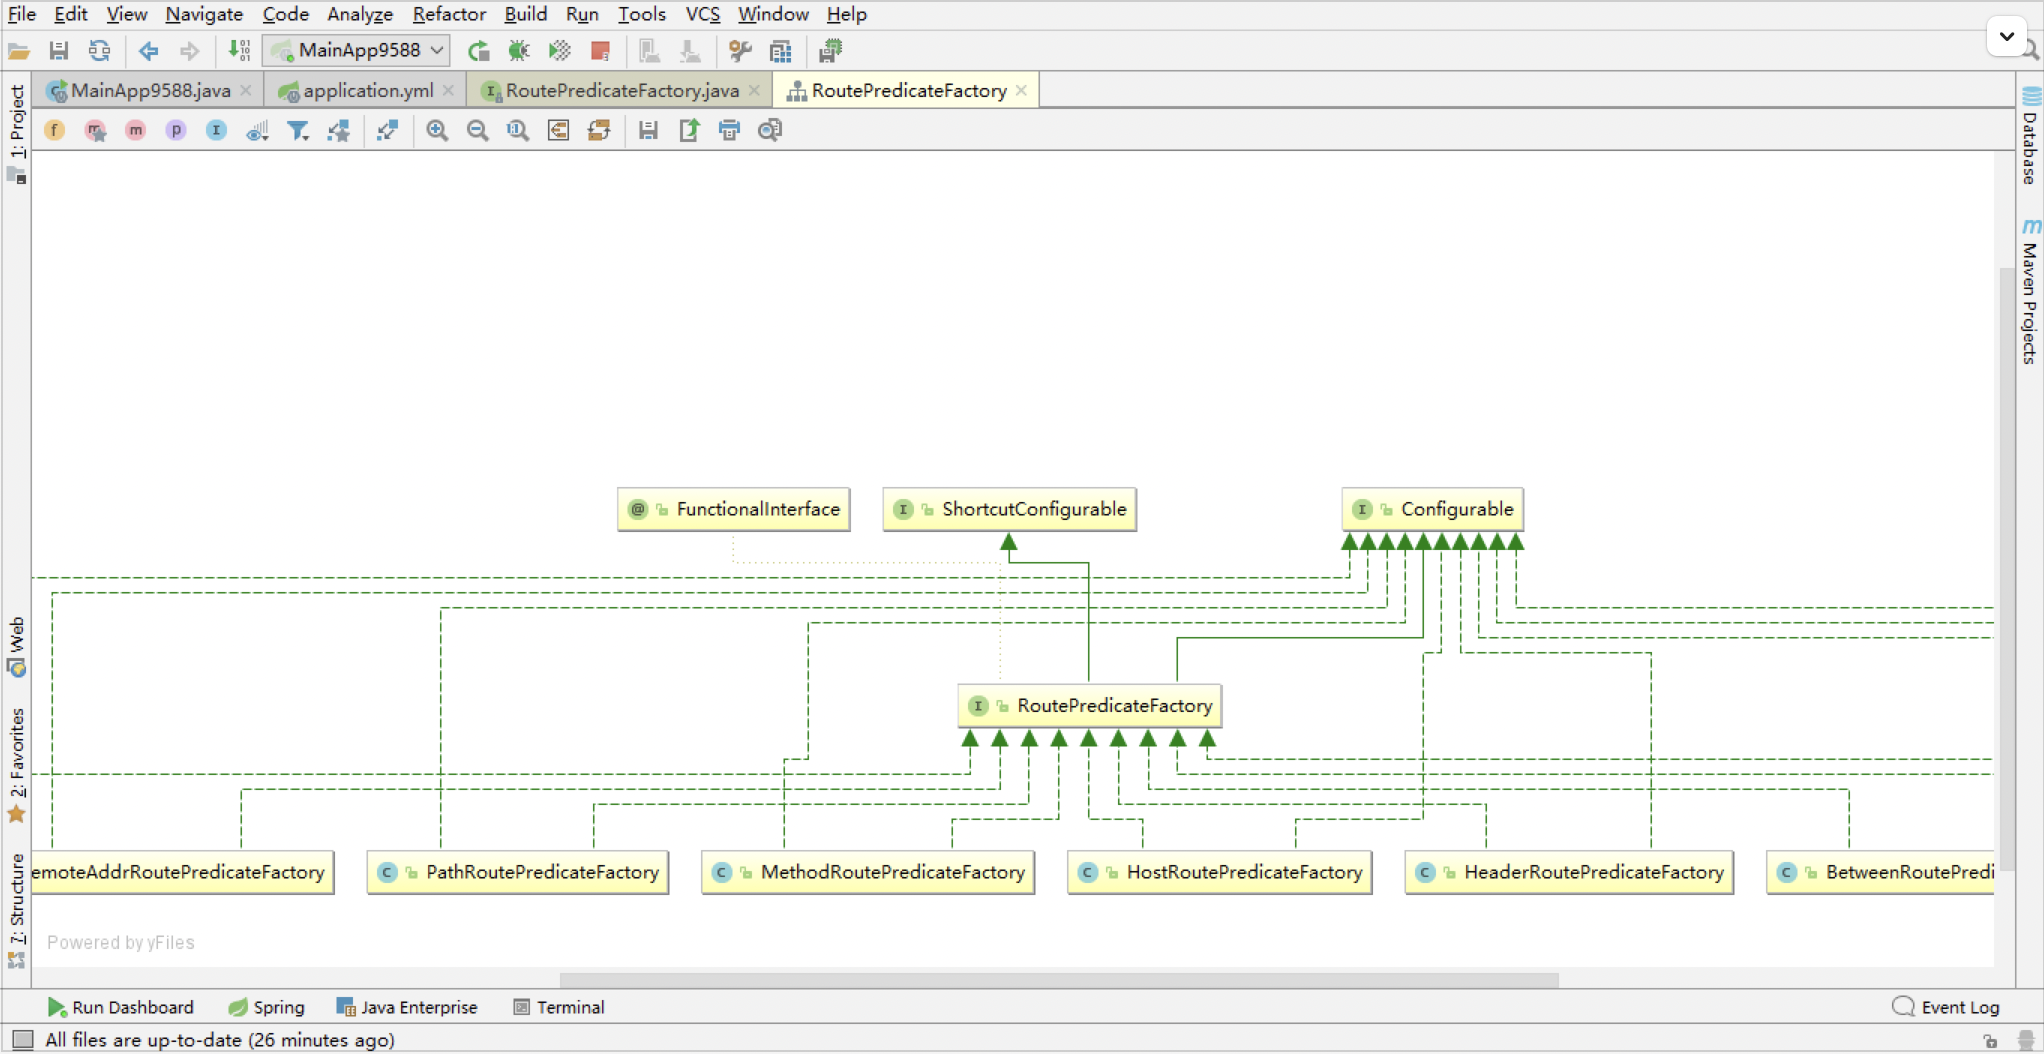 File Edit View Navigate Code Analyze Refactor Build Run Tools VCS Window Help
MainApp9588
MainApp9588.java application.yml RoutePredicateFactory.java RoutePredicateFactory
1: Project
Database
Maven Projects
FunctionalInterface ShortcutConfigurable Configurable
RoutePredicateFactory
emoteAddrRoutePredicateFactory PathRoutePredicateFactory MethodRoutePredicateFactory HostRoutePredicateFactory HeaderRoutePredicateFactory BetweenRoutePredi
Web
2: Favorites
7: Structure
Powered by yFiles
Run Dashboard Spring Java Enterprise Terminal Event Log
All files are up-to-date (26 minutes ago)